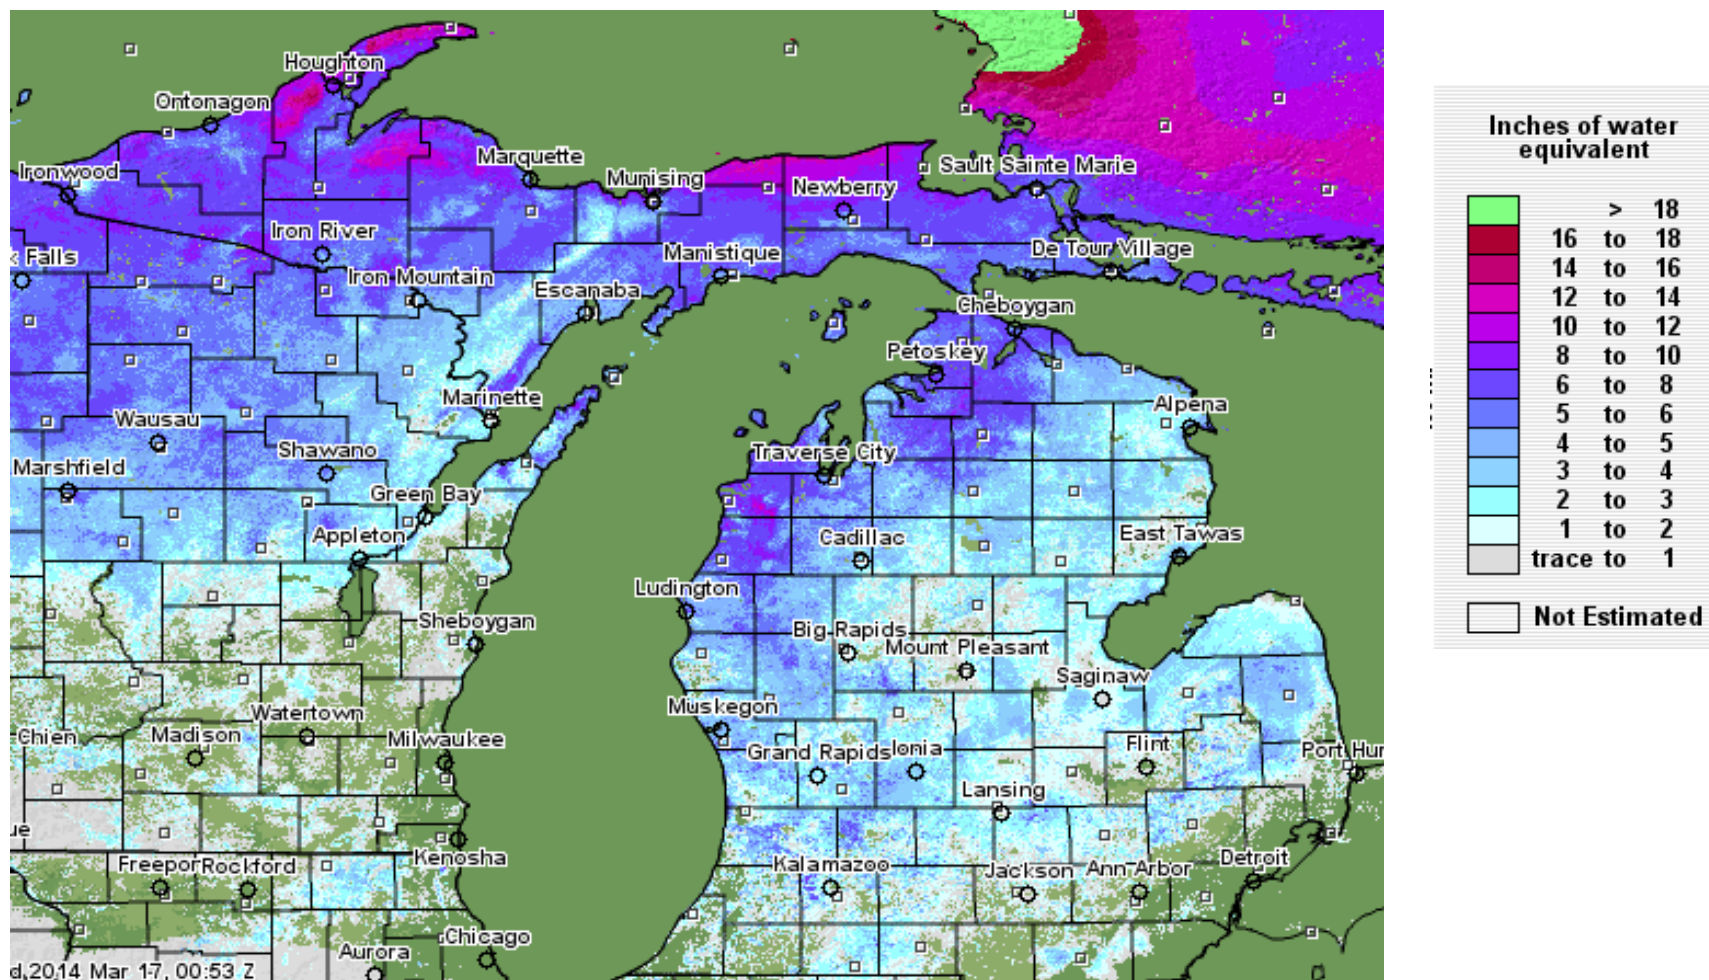 Houghton
Ontonagon
Ironwood
Marquette
Munising
Newberry
Sault Sainte Marie
Iron River
Falls
Iron Mountain
Manistique
De Tour Village
Escanaba
Cheboygan
Petoskey
Marinette
Alpena
Wausau
Shawano
Traverse City
Marshfield
Green Bay
Appleton
Cadillac
East Tawas
Ludington
Sheboygan
Big Rapids
Mount Pleasant
Saginaw
Muskegon
Watertown
Chien
Madison
Milwaukee
Grand Rapids
Ionia
Flint
Port Hur
Lansing
ue
Kenosha
Freepor
Rockford
Kalamazoo
Jackson
Ann Arbor
Detroit
Chicago
Aurora
d,2014 Mar 17, 00:53 Z
Inches of water
equivalent
> 18
16 to 18
14 to 16
12 to 14
10 to 12
8 to 10
6 to 8
5 to 6
4 to 5
3 to 4
2 to 3
1 to 2
trace to 1
Not Estimated